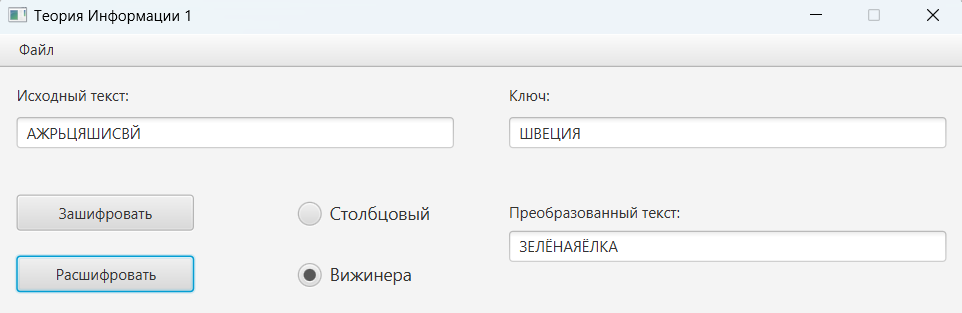 Теория Информации 1
Файл
Исходный текст:
Ключ:
АЖРЬЦЯШИСВЙ
ШВЕЦИЯ
Зашифровать
Столбцовый
Преобразованный текст:
ЗЕЛЁНАЯЁЛКА
Расшифровать
Вижинера